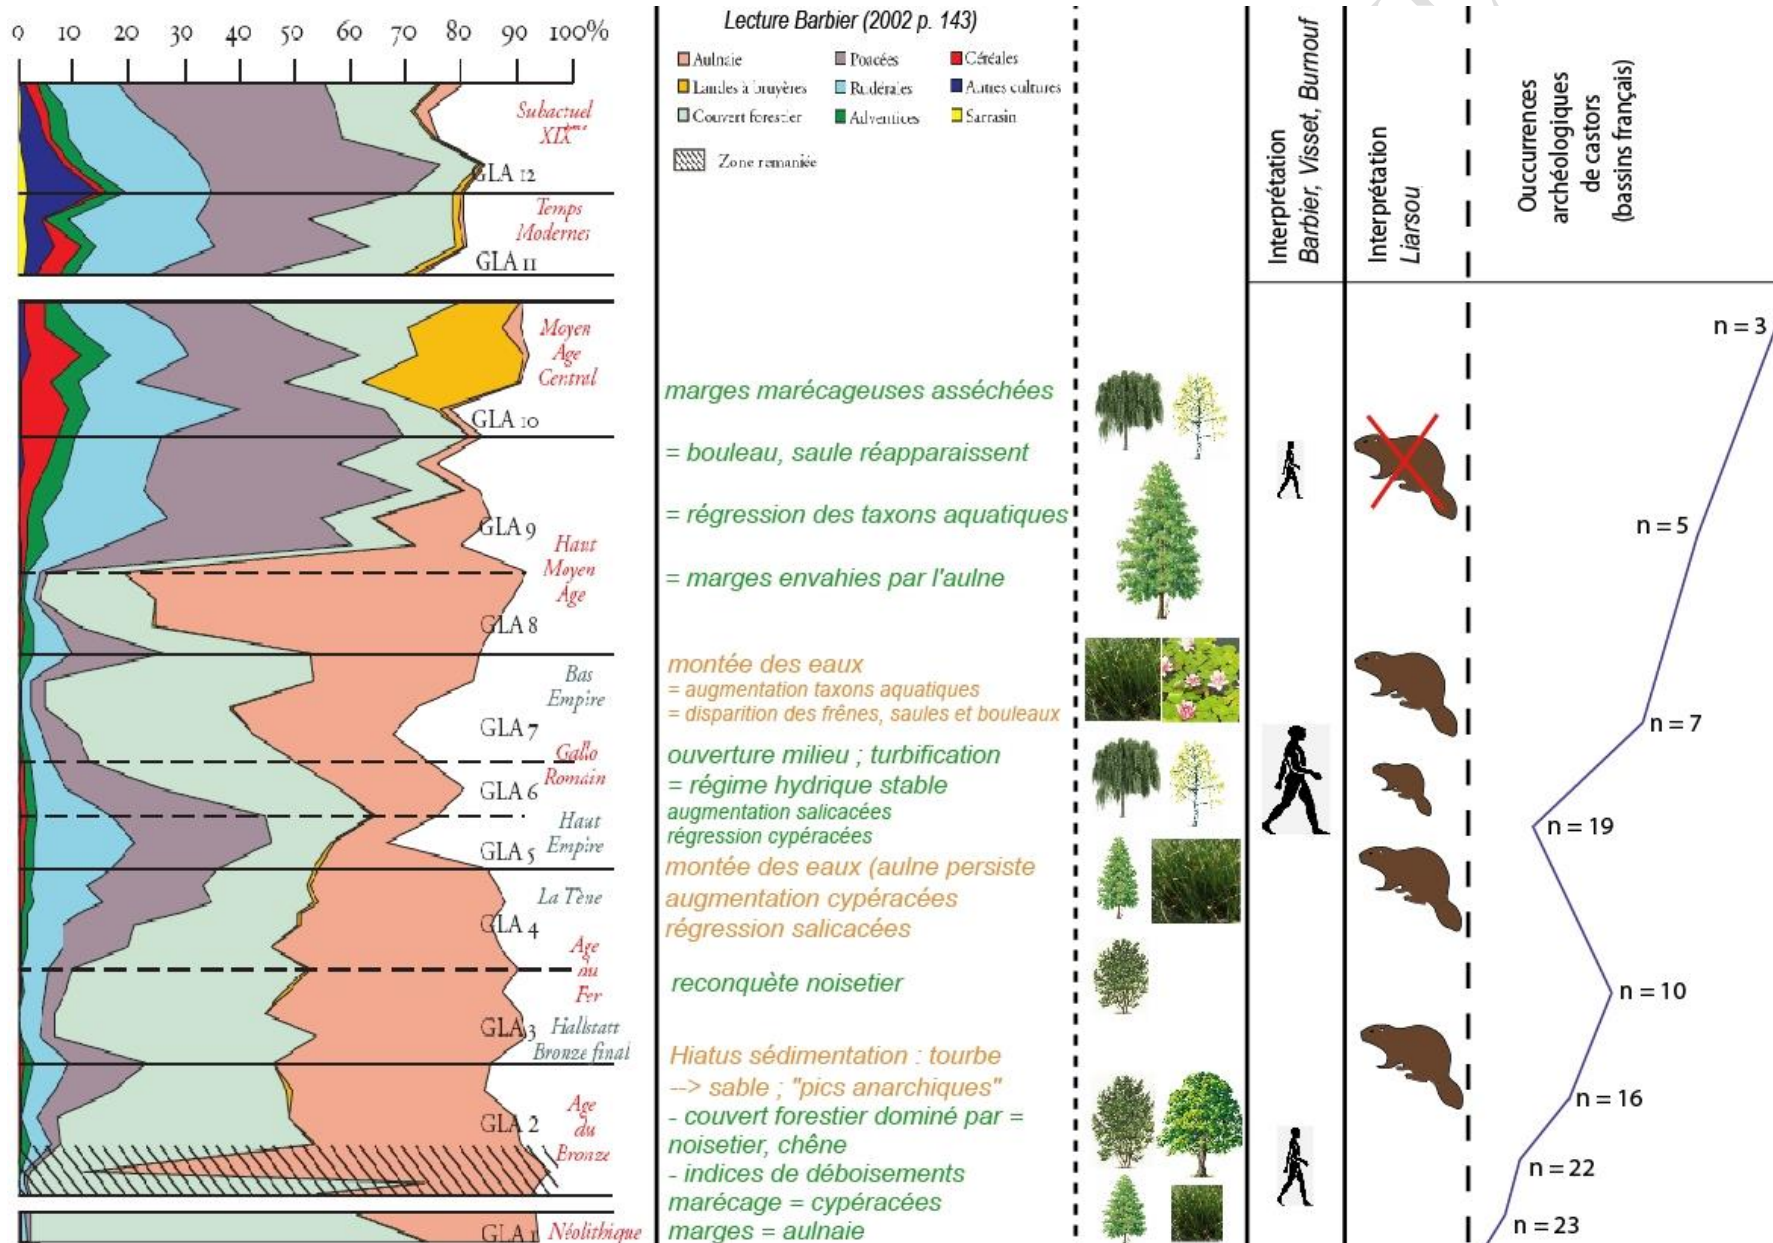 0 10 20 30 40 50 60 70 80 90 100%
Subactuel
XIXème
GLA 12
Temps
Modernes
GLA 11
Moyen
Age
Central
GLA 10
GLA 9
Haut
Moyen
Age
GLA 8
Bas
Empire
GLA 7
Gallo
Romain
GLA 6
Haut
Empire
GLA 5
La Tène
GLA 4
Age
du
Fer
GLA 3
Hallstatt
Bronze final
GLA 2
Age
du
Bronze
GLA 1 Néolithique
Lecture Barbier (2002 p. 143)
Aulnaie
Poacées
Céréales
Landes à bruyères
Rudérales
Autres cultures
Couvert forestier
Adventices
Sarrasin
Zone remaniée
marges marécageuses asséchées
= bouleau, saule réapparaissent
= régression des taxons aquatiques
= marges envahies par l'aulne
montée des eaux
= augmentation taxons aquatiques
= disparition des frênes, saules et bouleaux
ouverture milieu ; turbification
= régime hydrique stable
augmentation salicacées
régression cypéracées
montée des eaux (aulne persiste
augmentation cypéracées
régression salicacées
reconquète noisetier
Hiatus sédimentation : tourbe
--> sable ; "pics anarchiques"
- couvert forestier dominé par =
noisetier, chêne
- indices de déboisements
marécage = cypéracées
marges = aulnaie
Interprétation
Barbier, Visset, Burnouf
Interprétation
Liarsou
Ouccurrences
archéologiques
de castors
(bassins français)
n = 3
n = 5
n = 7
n = 19
n = 10
n = 16
n = 22
n = 23